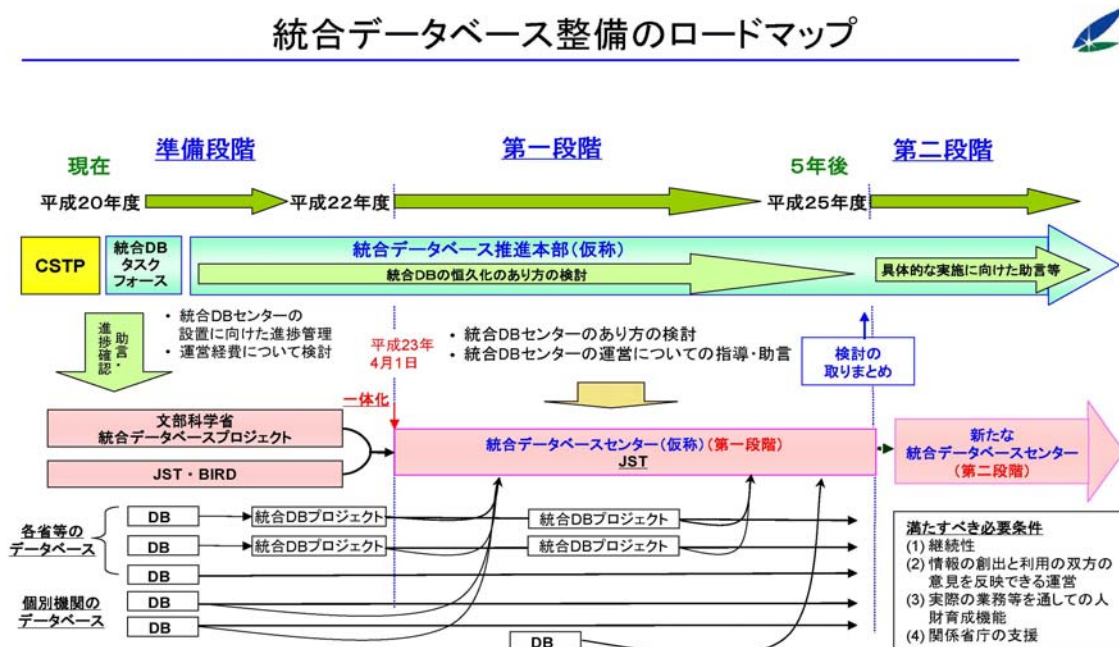 統合データベース整備のロードマップ
現在
準備段階
第一段階
5年後
第二段階
平成20年度
平成22年度
平成25年度
CSTP
統合DB
タスク
フォース
統合データベース推進本部(仮称)
統合DBの恒久化のあり方の検討
具体的な実施に向けた助言等
助言・
進捗確認
・ 統合DBセンターの
設置に向けた進捗管理
・ 運営経費について検討
平成23年
4月1日
・ 統合DBセンターのあり方の検討
・ 統合DBセンターの運営についての指導・助言
検討の
取りまとめ
一体化
文部科学省
統合データベースプロジェクト
JST・BIRD
統合データベースセンター(仮称)(第一段階)
JST
新たな
統合データベースセンター
(第二段階)
各省等の
データベース
DB
統合DBプロジェクト
統合DBプロジェクト
DB
統合DBプロジェクト
統合DBプロジェクト
DB
個別機関の
データベース
DB
DB
DB
満たすべき必要条件
(1) 継続性
(2) 情報の創出と利用の双方の
意見を反映できる運営
(3) 実際の業務等を通しての人
財育成機能
(4) 関係省庁の支援